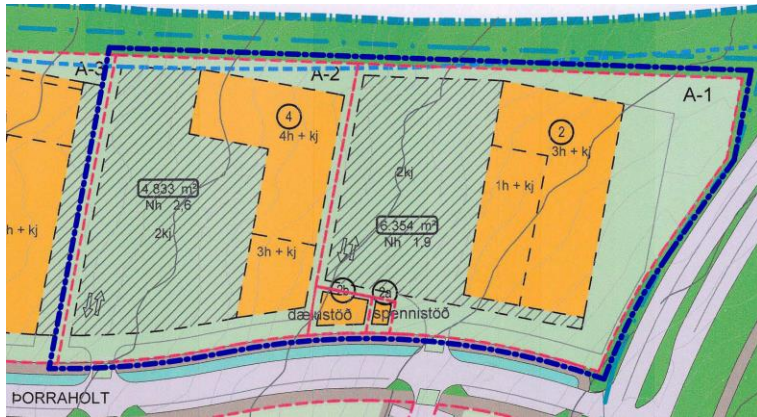 A-3
A-2
A-1
4
4h + kj
2
3h + kj
1h + kj
2kj
4.833 m²
Nh 2,6
2kj
6.354 m²
Nh 1,9
h + kj
3h + kj
dælustöð
spennistöð
ÞORRAHOLT